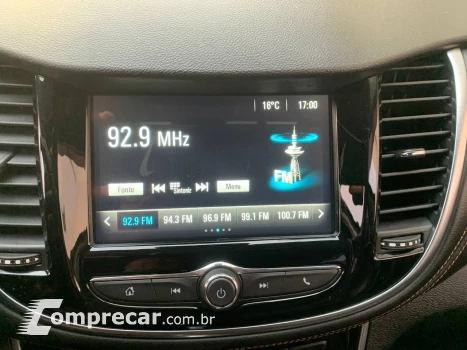 16°C 17:00
92.9 MHz
FM
Fonte Sintoniz Menu
92.9 FM 94.3 FM 96.9 FM 99.1 FM 100.7 FM
Comprecar.com.br